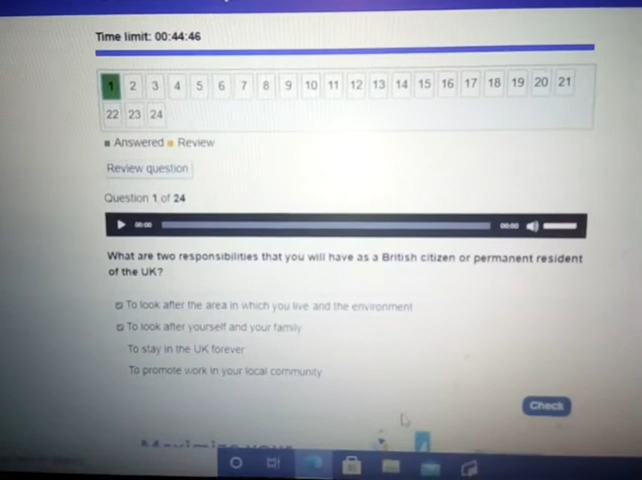 Time limit: 00:44:46
1 2 3 4 5 6 7 8 9 10 11 12 13 14 15 16 17 18 19 20 21
22 23 24
Answered Review
Review question
Question 1 of 24
00:00 00:00
What are two responsibilities that you will have as a British citizen or permanent resident
of the UK?
To look after the area in which you live and the environment
To look after yourself and your family
To stay in the UK forever
To promote work in your local community
Check